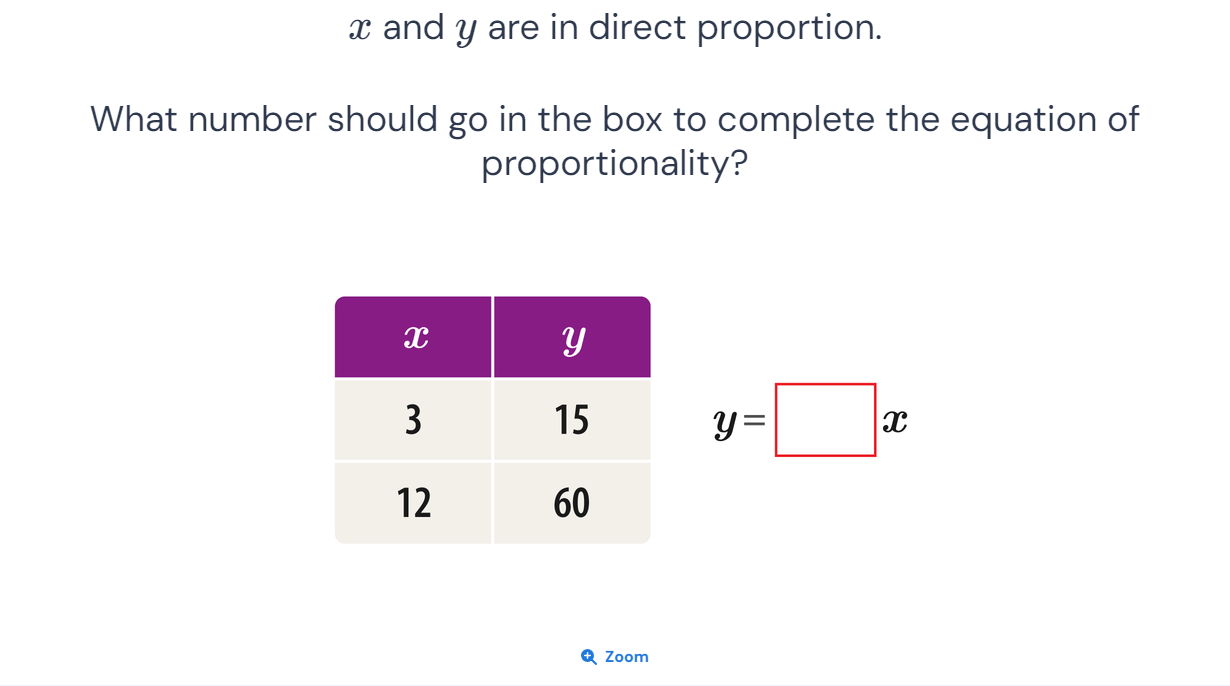 x and y are in direct proportion.
What number should go in the box to complete the equation of
proportionality?
x y
3 15
y = x
12 60
Zoom